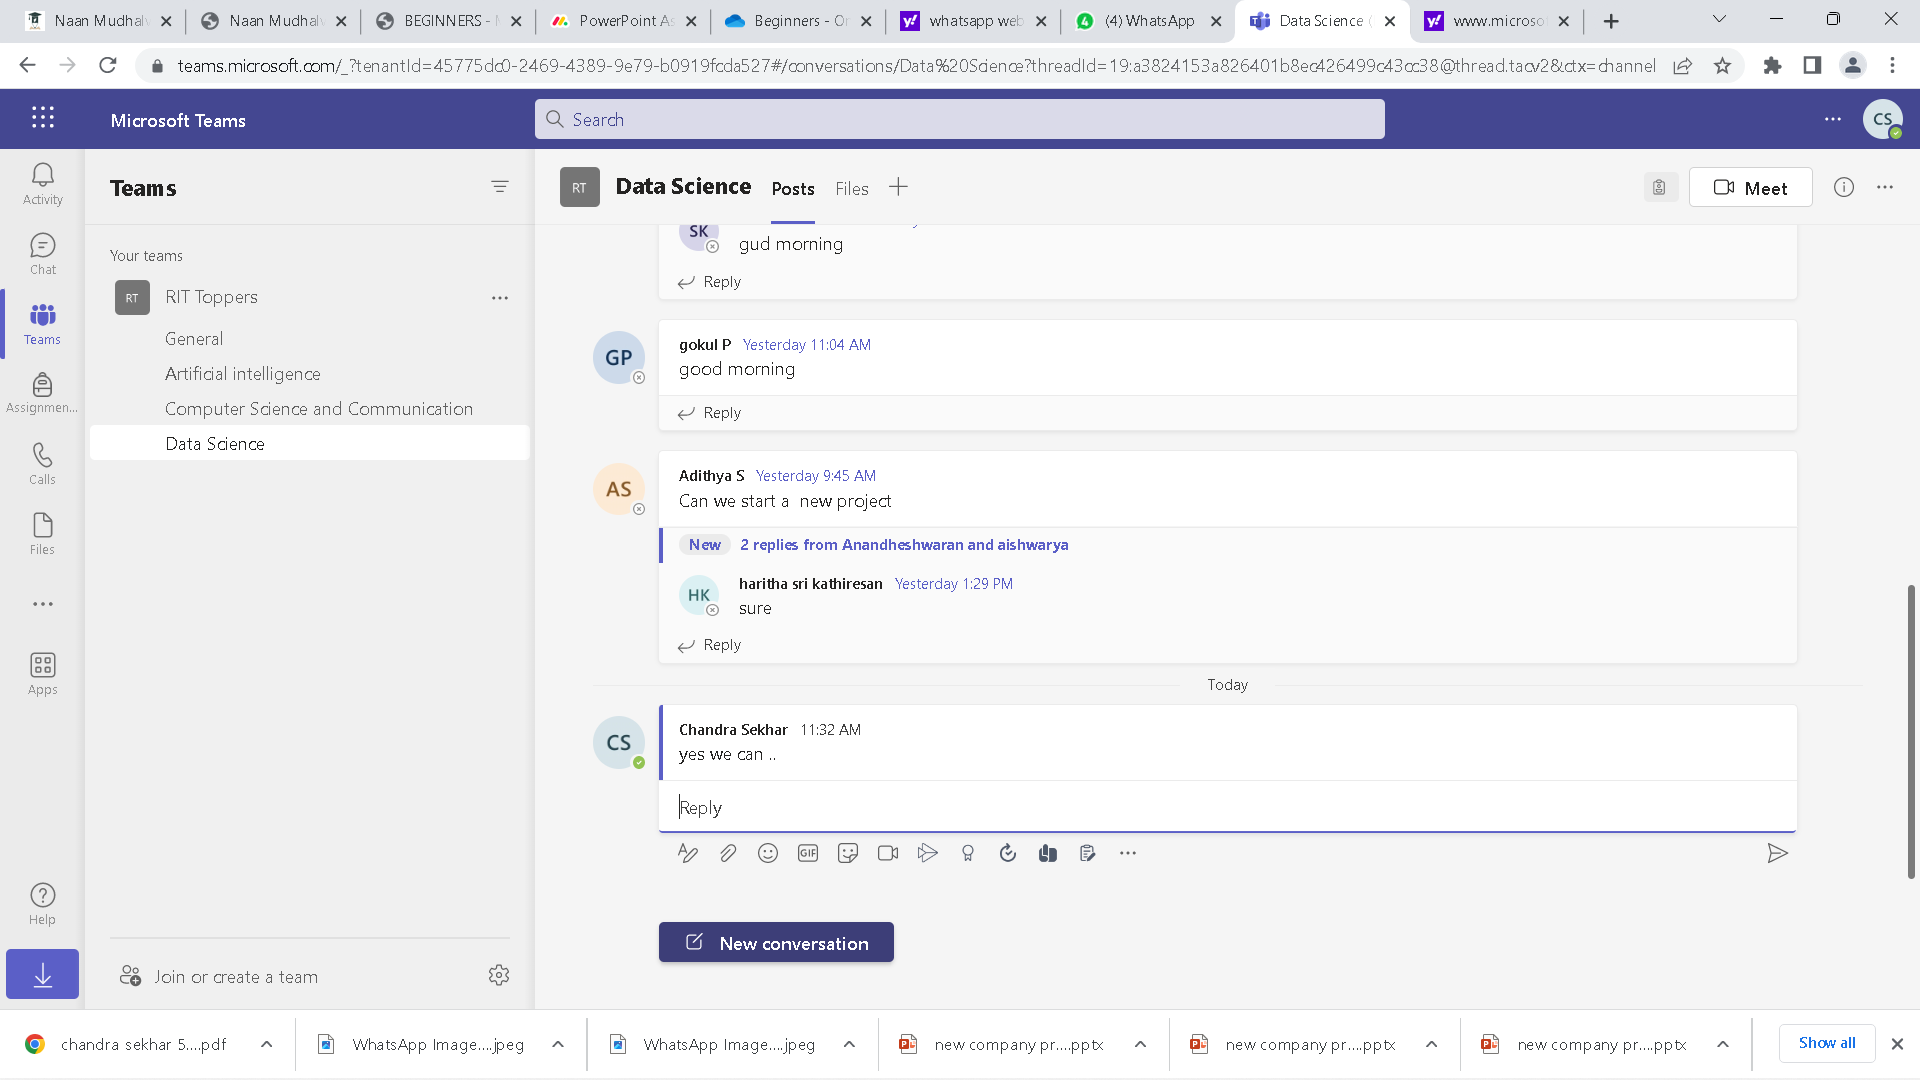 Naan Mudhal
Naan Mudhal
BEGINNERS - M
PowerPoint As
Beginners - On
whatsapp web
(4) WhatsApp
Data Science (
www.microsof
teams.microsoft.com/_?tenantId=45775dc0-2469-4389-9e79-b0919fcda527#/conversations/Data%20Science?threadId=19:a3824153a826401b8ec426499c43cc38@thread.tacv2&ctx=channel
Microsoft Teams
Search
CS
Activity
Chat
Teams
Assignmen...
Calls
Files
Apps
Help
Teams
Your teams
RT RIT Toppers
General
Artificial intelligence
Computer Science and Communication
Data Science
Join or create a team
RT Data Science Posts Files
Meet
SK
gud morning
Reply
GP
gokul P Yesterday 11:04 AM
good morning
Reply
AS
Adithya S Yesterday 9:45 AM
Can we start a new project
New 2 replies from Anandheshwaran and aishwarya
HK
haritha sri kathiresan Yesterday 1:29 PM
sure
Reply
Today
CS
Chandra Sekhar 11:32 AM
yes we can ..
Reply
GIF
New conversation
chandra sekhar 5....pdf
WhatsApp Image....jpeg
WhatsApp Image....jpeg
new company pr....pptx
new company pr....pptx
new company pr....pptx
Show all